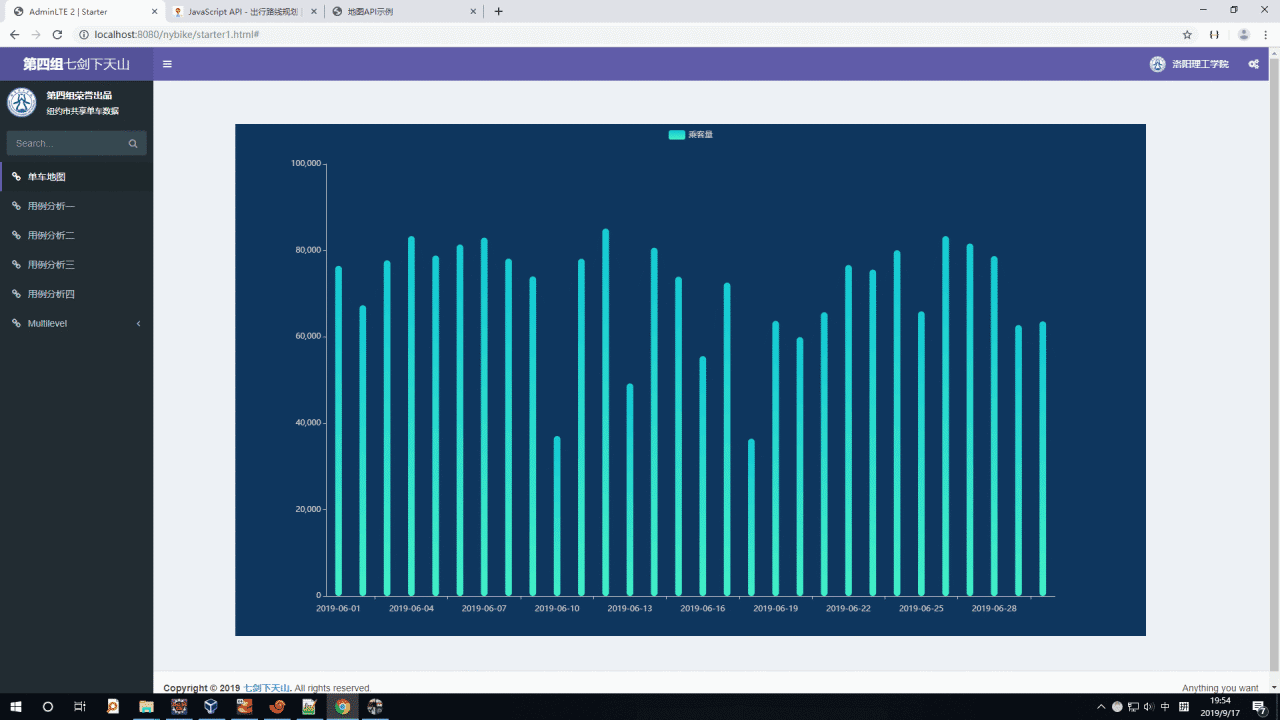 AdminLTE 2 | Starter
JavaScript API - 出行路线规划 |
地图API示例
localhost:8080/nybike/starter1.html#
第四组七剑下天山
洛阳理工学院
第四组荣誉出品
纽约市共享单车数据
Search...
单车地图
用例分析一
用例分析二
用例分析三
用例分析四
Multilevel
乘客量
100,000
80,000
60,000
40,000
20,000
0
2019-06-01 2019-06-04 2019-06-07 2019-06-10 2019-06-13 2019-06-16 2019-06-19 2019-06-22 2019-06-25 2019-06-28
Copyright © 2019 七剑下天山. All rights reserved.
Anything you want
中
19:54
2019/9/17
7